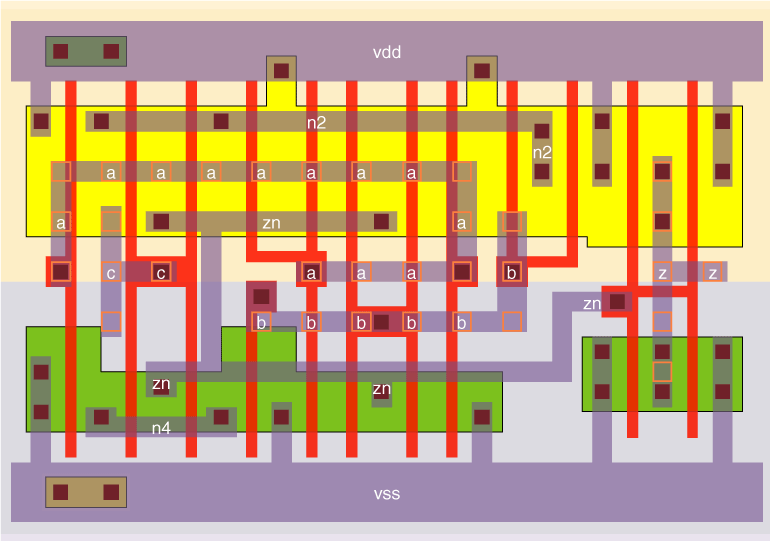 vdd
n2
n2
a a a a a a a
a zn a
c c a a a b z z
zn
b b b b b
zn zn
n4
vss